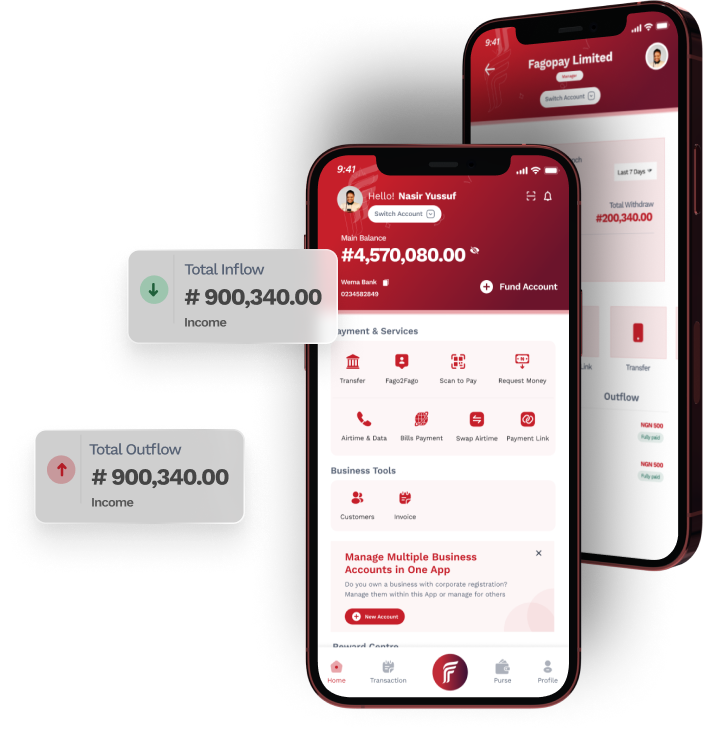 9:41
Fagopay Limited
Manager
Switch Account
Last 7 Days
Total Withdraw
#200,340.00
Transfer
Outflow
NGN 500
Fully paid
NGN 500
Fully paid
9:41
Hello! Nasir Yussuf
Switch Account
Main Balance
#4,570,080.00
Wema Bank
0234582849
Fund Account
Total Inflow
# 900,340.00
Income
Total Outflow
# 900,340.00
Income
ayment & Services
Transfer
Fago2Fago
Scan to Pay
Request Money
Airtime & Data
Bills Payment
Swap Airtime
Payment Link
Business Tools
Customers
Invoice
Manage Multiple Business
Accounts in One App
Do you own a business with corporate registration?
Manage them within this App or manage for others
New Account
Reward Centre
Home
Transaction
Purse
Profile